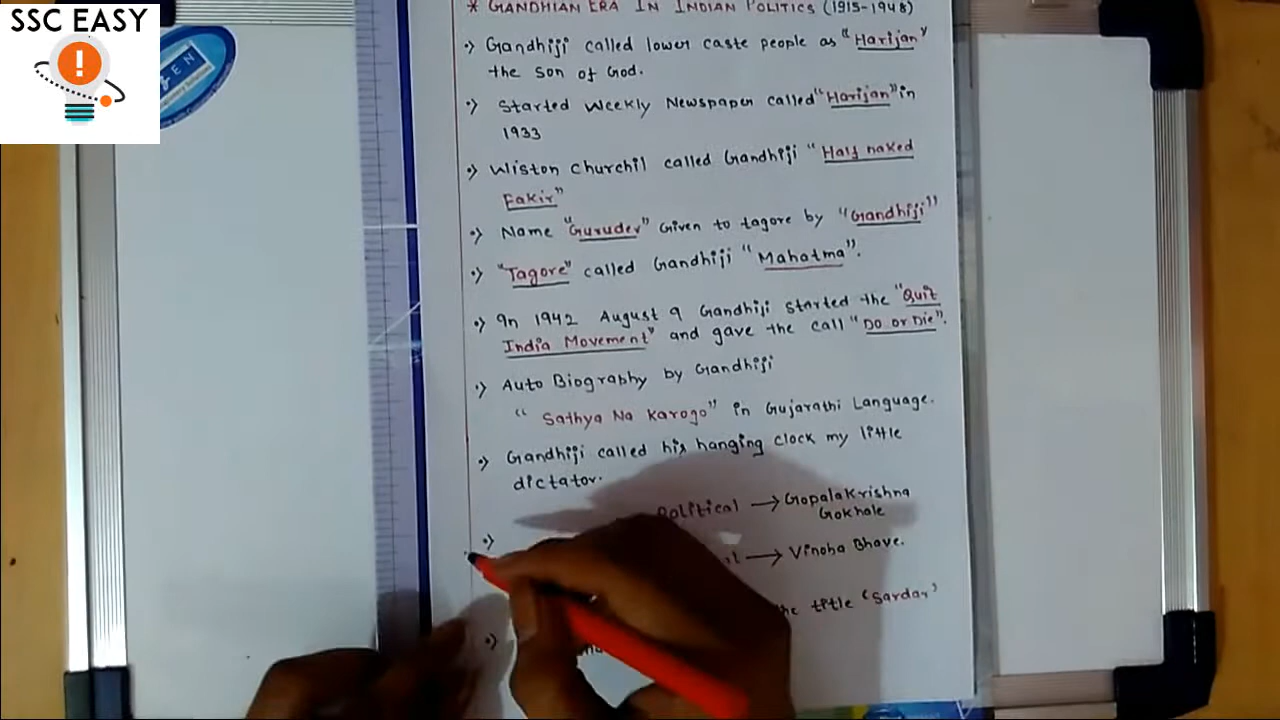 SSC EASY
* GANDHIAN ERA IN INDIAN POLITICS (1915-1948)
Gandhiji called lower caste people as "Harijan"
the son of God.
Started Weekly Newspaper called "Harijan" in
1933
Wiston Churchil called Gandhiji "Half naked
Fakir"
Name "Gurudev" Given to tagore by "Gandhiji"
"Tagore" called Gandhiji "Mahatma".
In 1942 August 9 Gandhiji started the "Quit
India Movement" and gave the call "Do or Die".
Auto Biography by Gandhiji
"Sathya Na Karogo" in Gujarathi Language.
Gandhiji called his hanging clock my little
dictator.
Political → GopalaKrishna
Gokhale
→ Vinoba Bhave.
the title 'Sardar'